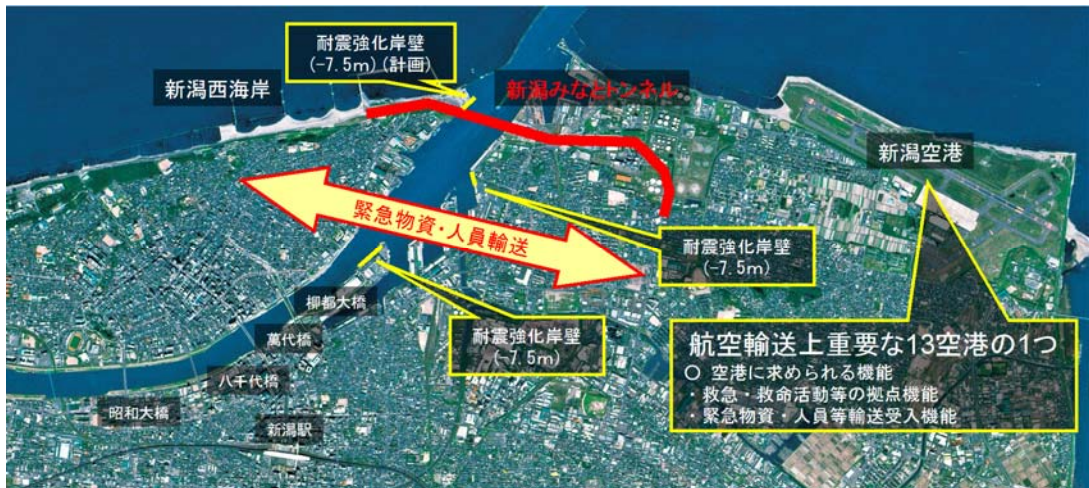 耐震強化岸壁
(-7.5m)(計画)
新潟西海岸
新潟みなとトンネル
新潟空港
緊急物資・人員輸送
耐震強化岸壁
(-7.5m)
柳都大橋
萬代橋
八千代橋
昭和大橋
新潟駅
耐震強化岸壁
(-7.5m)
航空輸送上重要な13空港の1つ
○ 空港に求められる機能
・救急・救命活動等の拠点機能
・緊急物資・人員等輸送受入機能